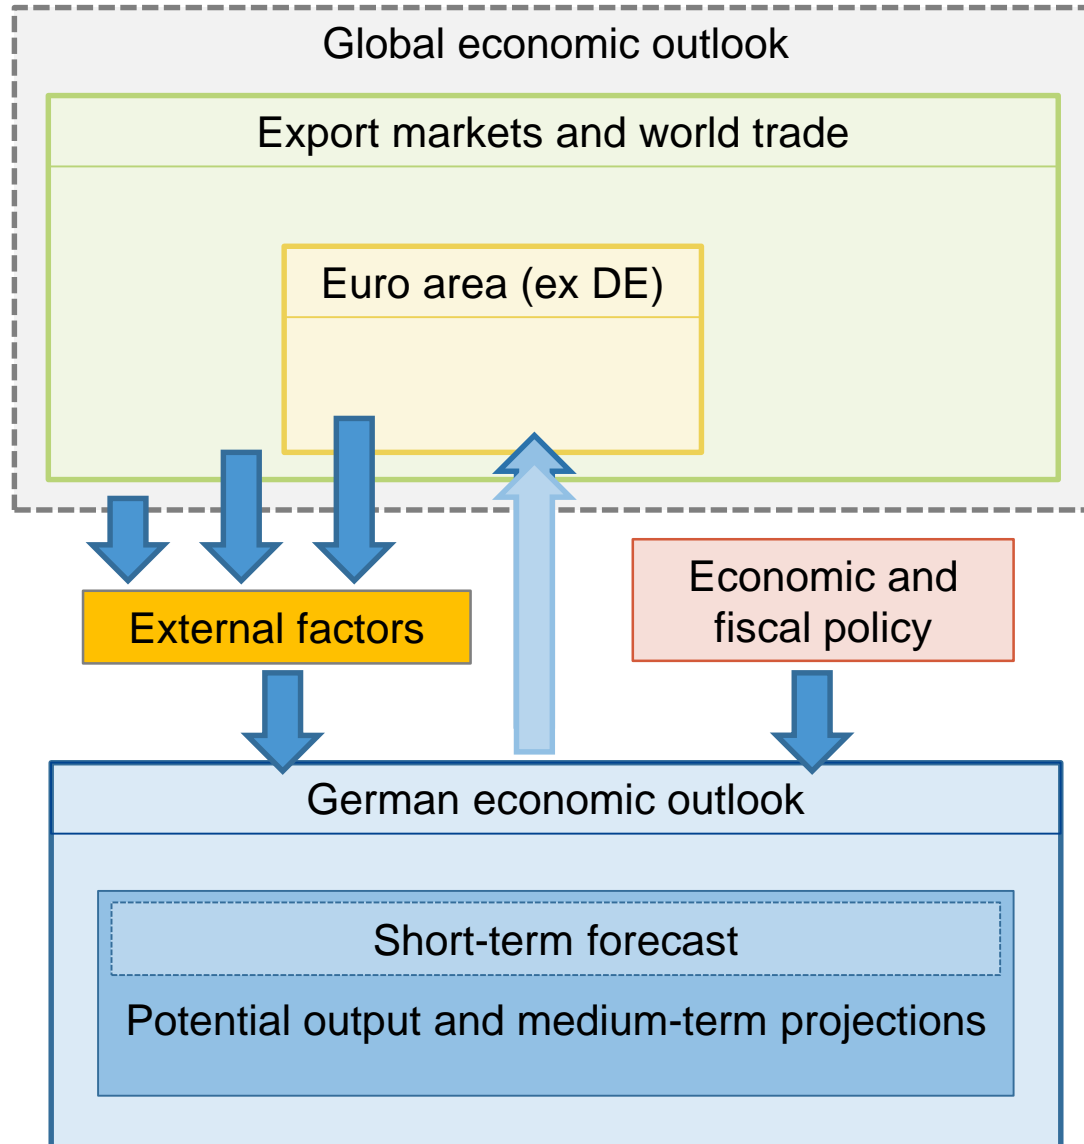 Global economic outlook
Export markets and world trade
Euro area (ex DE)
External factors
Economic and
fiscal policy
German economic outlook
Short-term forecast
Potential output and medium-term projections